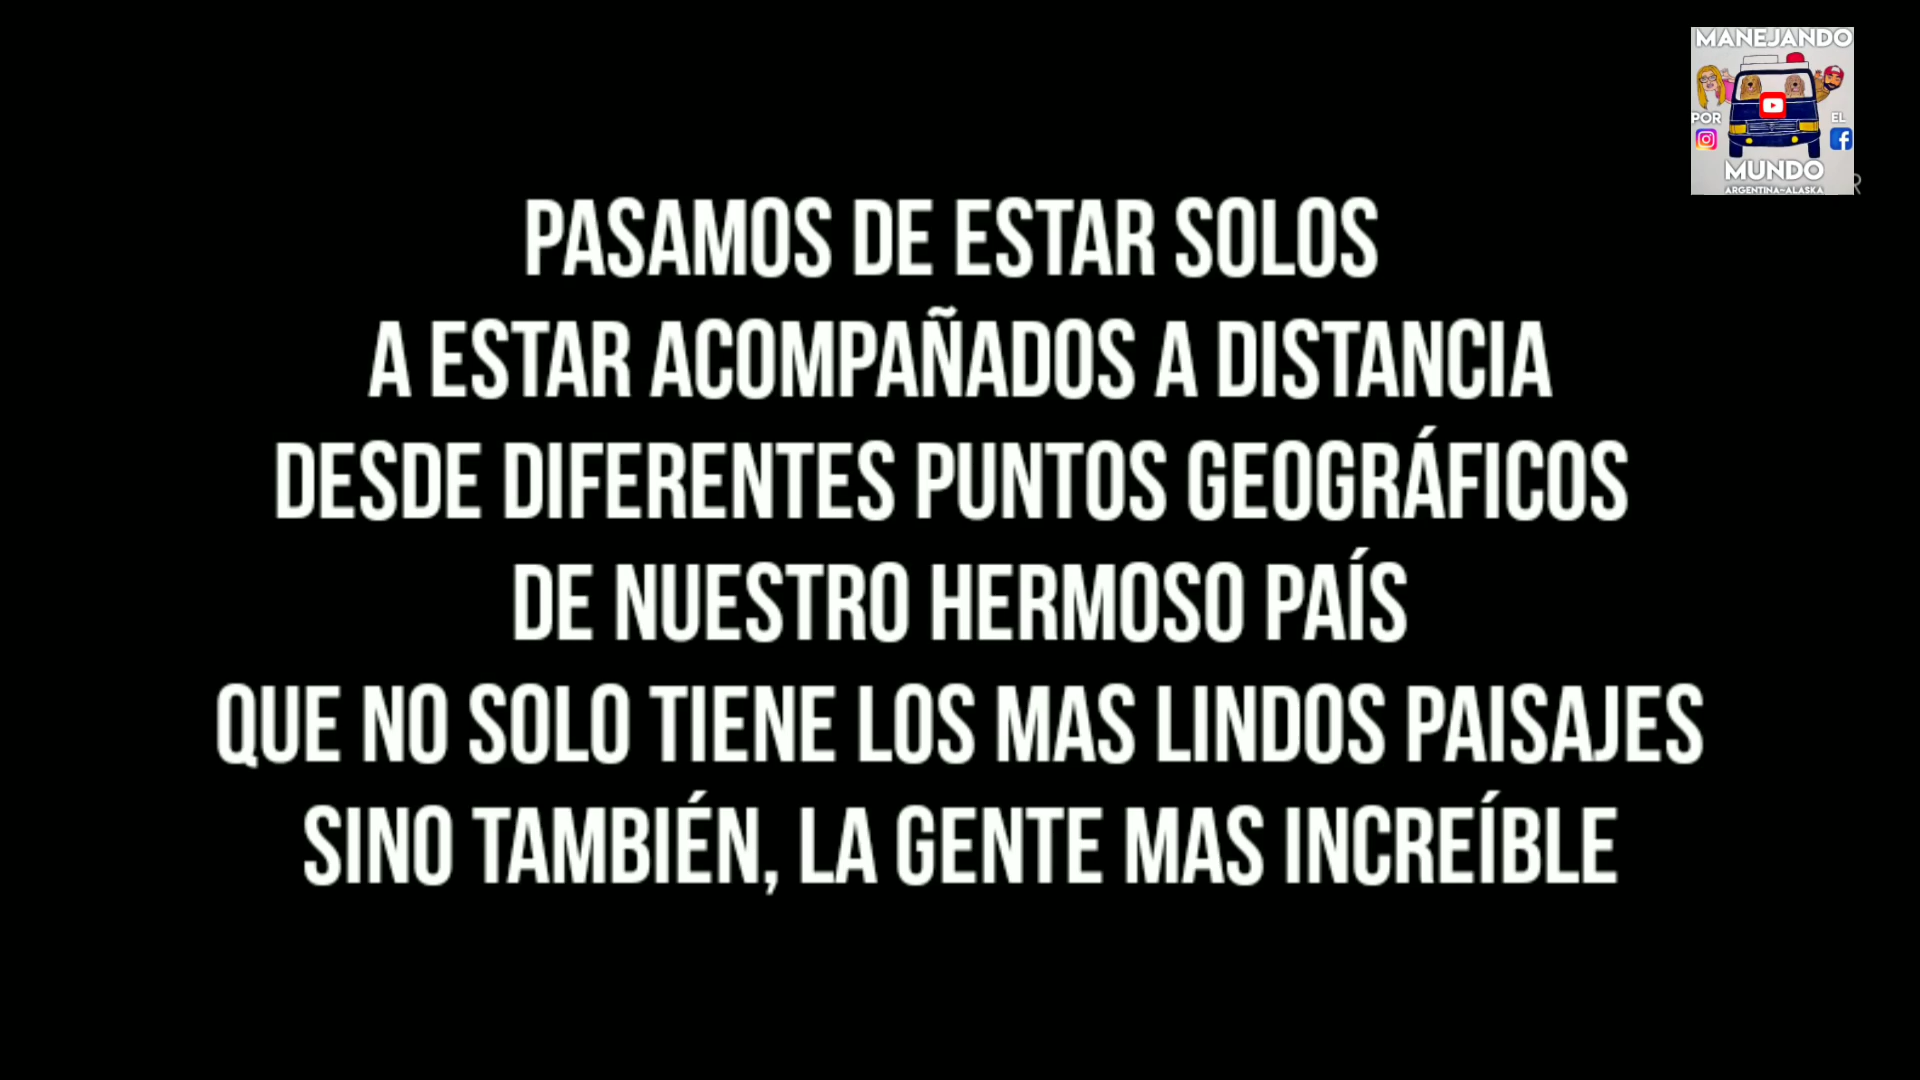 MANEJANDO
POR EL
MUNDO
ARGENTINA-ALASKA
PASAMOS DE ESTAR SOLOS
A ESTAR ACOMPAÑADOS A DISTANCIA
DESDE DIFERENTES PUNTOS GEOGRÁFICOS
DE NUESTRO HERMOSO PAÍS
QUE NO SOLO TIENE LOS MAS LINDOS PAISAJES
SINO TAMBIÉN, LA GENTE MAS INCREÍBLE